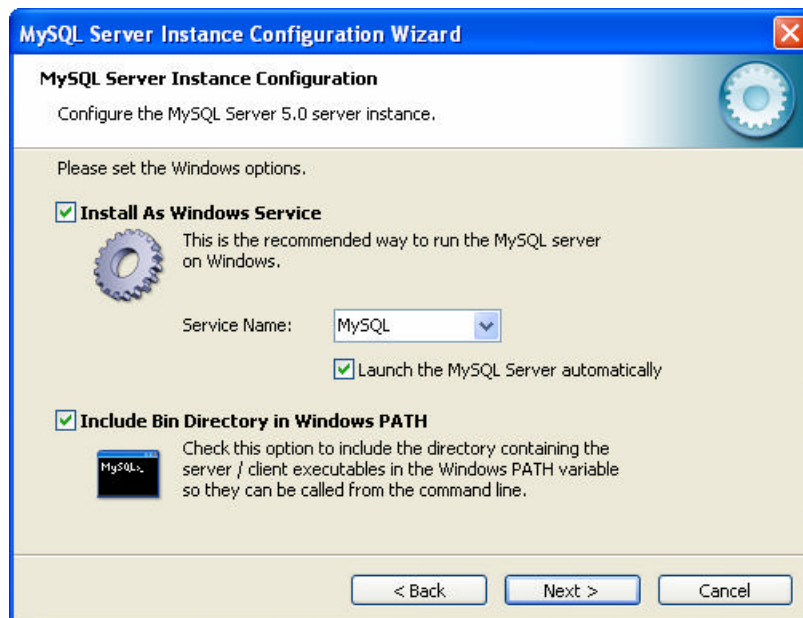 MySQL Server Instance Configuration Wizard
MySQL Server Instance Configuration
Configure the MySQL Server 5.0 server instance.
Please set the Windows options.
Install As Windows Service
This is the recommended way to run the MySQL server
on Windows.
Service Name: MySQL
Launch the MySQL Server automatically
Include Bin Directory in Windows PATH
MySQL>_
Check this option to include the directory containing the
server / client executables in the Windows PATH variable
so they can be called from the command line.
< Back Next > Cancel